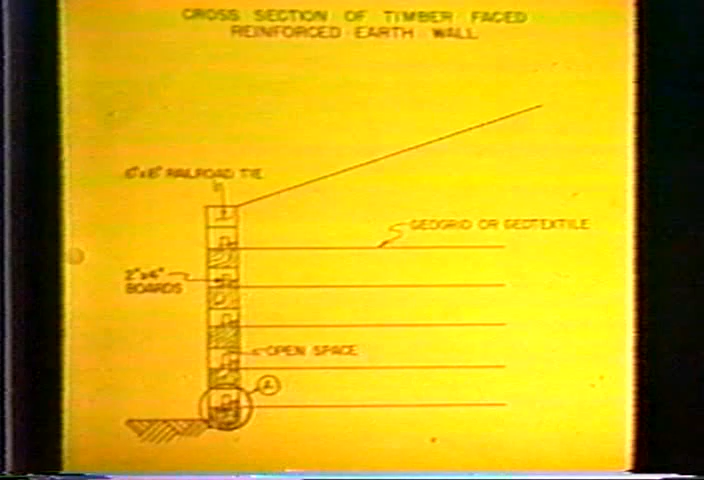 CROSS SECTION OF TIMBER FACED
REINFORCED EARTH WALL
6"x8" RAILROAD TIE
GEOGRID OR GEOTEXTILE
2"x4"
BOARDS
OPEN SPACE
A